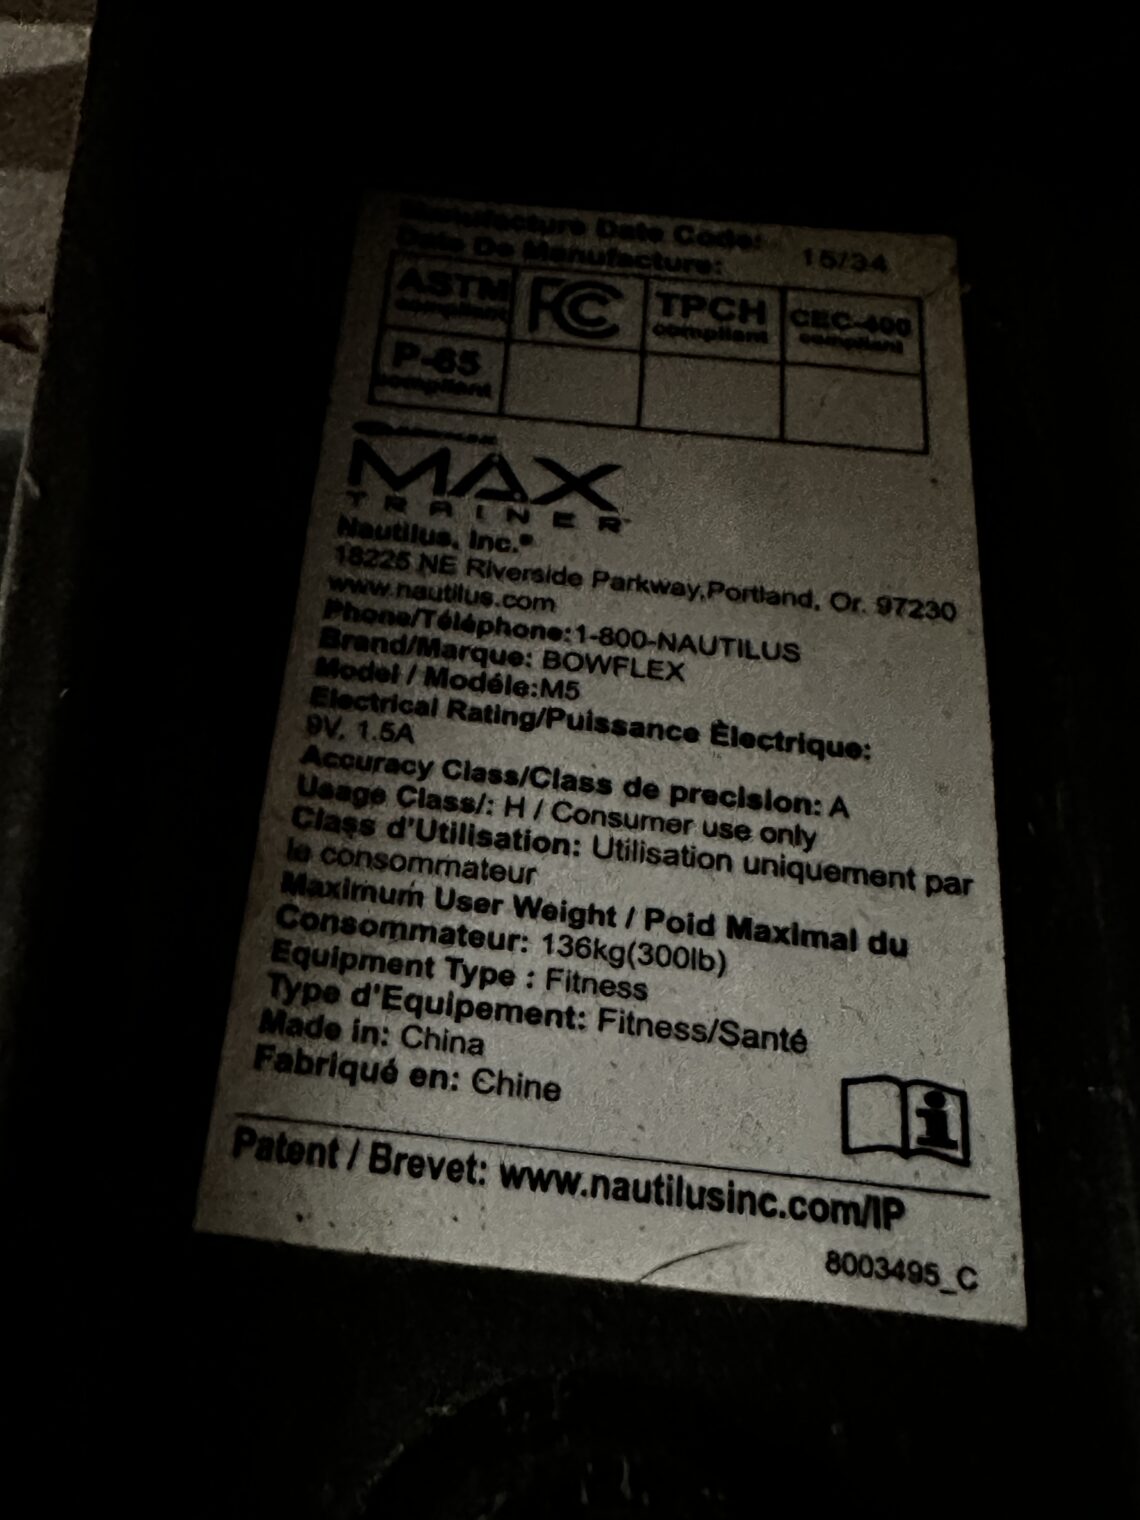 Manufacture Date Code:
Date De Manufacture: 15/34
ASTM compliant
FC
TPCH compliant
CEC-400 compliant
P-65 compliant
MAX
TRAINER™
Nautilus, Inc.®
18225 NE Riverside Parkway,Portland, Or. 97230
www.nautilus.com
Phone/Téléphone:1-800-NAUTILUS
Brand/Marque: BOWFLEX
Model / Modéle:M5
Electrical Rating/Puissance Èlectrique:
9V, 1.5A
Accuracy Class/Class de precision: A
Usage Class/: H / Consumer use only
Class d'Utilisation: Utilisation uniquement par
le consommateur
Maximum User Weight / Poid Maximal du
Consommateur: 136kg(300lb)
Equipment Type : Fitness
Type d'Equipement: Fitness/Santé
Made in: China
Fabriqué en: Chine
Patent / Brevet: www.nautilusinc.com/IP
8003495_C